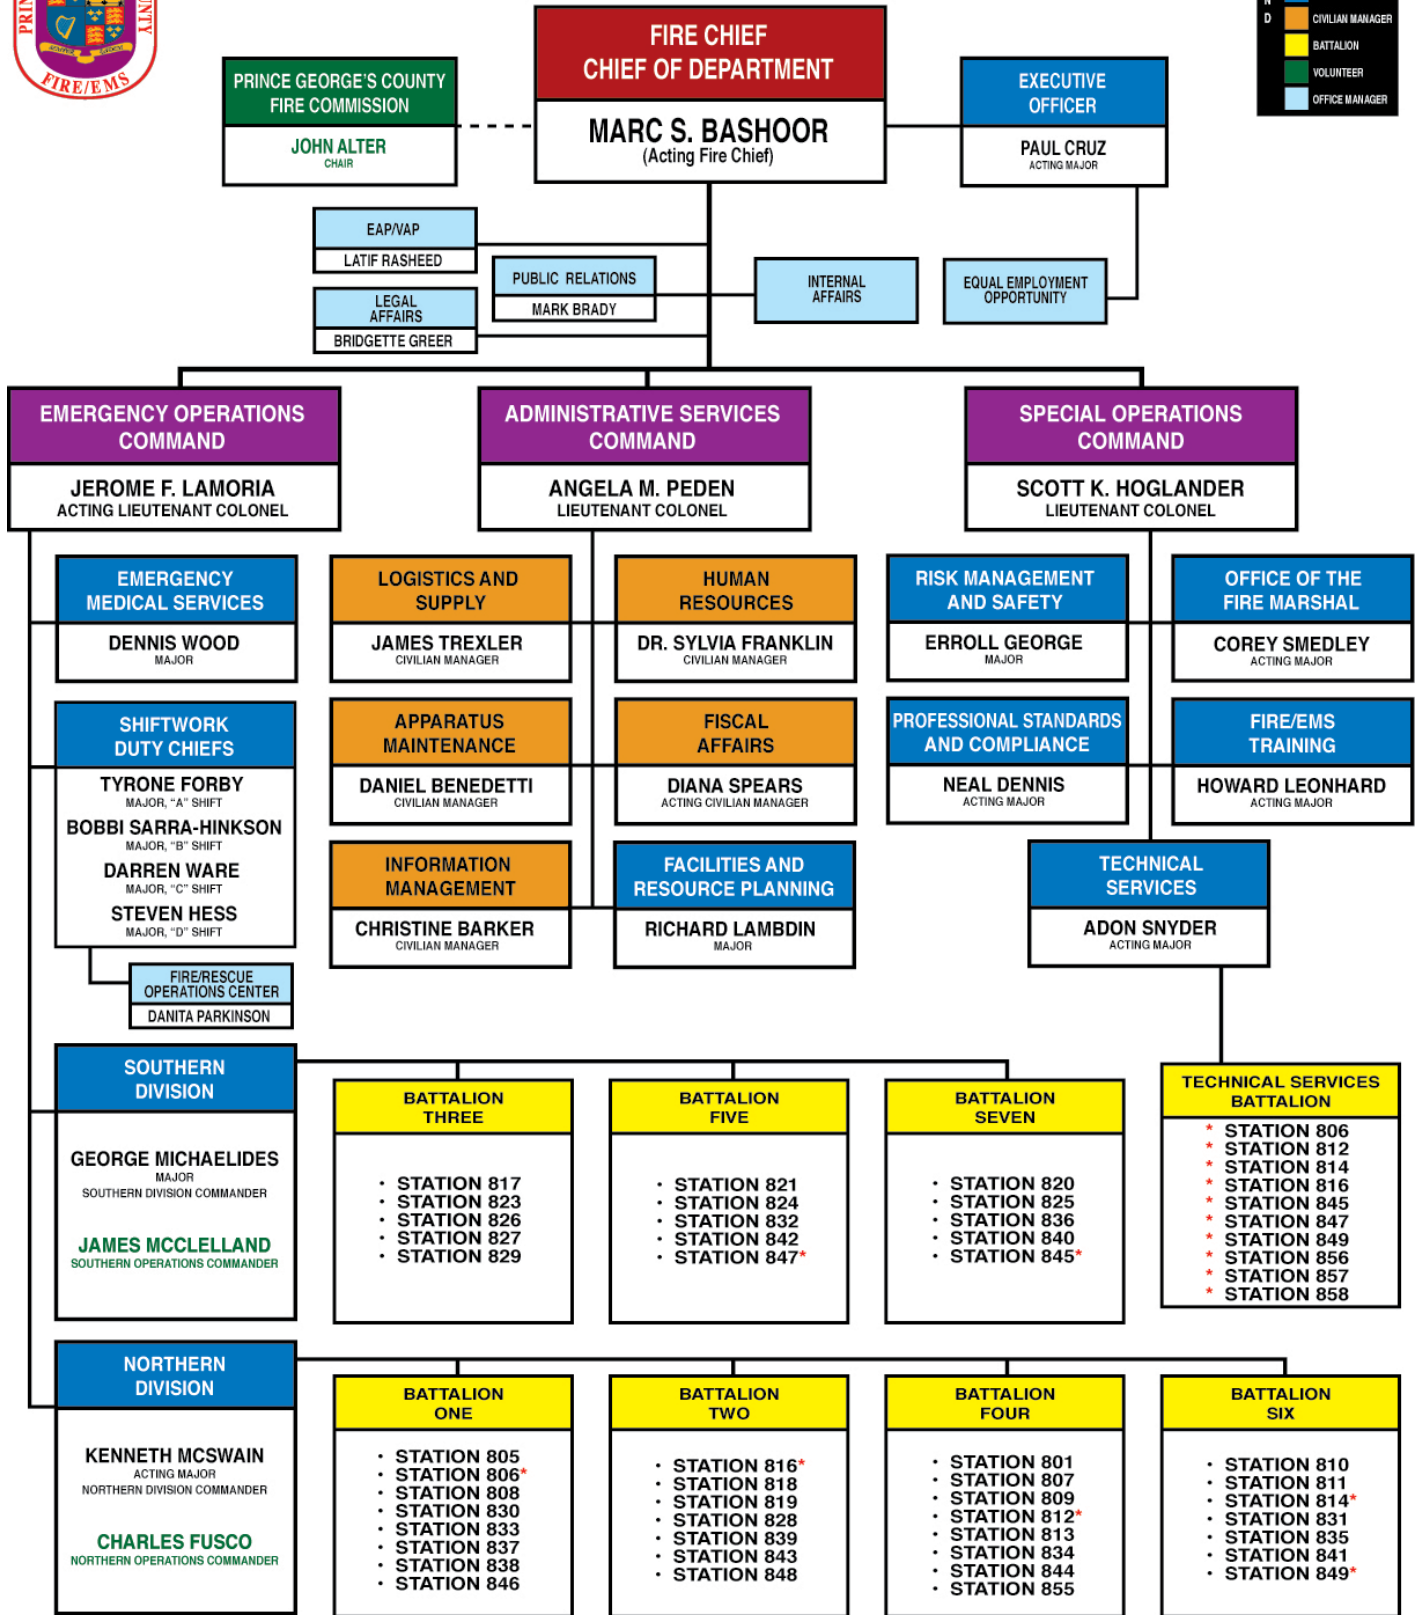 PRIN
UNTY
FIRE/EMS
N
D
CIVILIAN MANAGER
BATTALION
VOLUNTEER
OFFICE MANAGER
FIRE CHIEF
CHIEF OF DEPARTMENT
MARC S. BASHOOR
(Acting Fire Chief)
PRINCE GEORGE'S COUNTY
FIRE COMMISSION
JOHN ALTER
CHAIR
EXECUTIVE
OFFICER
PAUL CRUZ
ACTING MAJOR
EAP/VAP
LATIF RASHEED
PUBLIC RELATIONS
MARK BRADY
LEGAL
AFFAIRS
BRIDGETTE GREER
INTERNAL
AFFAIRS
EQUAL EMPLOYMENT
OPPORTUNITY
EMERGENCY OPERATIONS
COMMAND
JEROME F. LAMORIA
ACTING LIEUTENANT COLONEL
ADMINISTRATIVE SERVICES
COMMAND
ANGELA M. PEDEN
LIEUTENANT COLONEL
SPECIAL OPERATIONS
COMMAND
SCOTT K. HOGLANDER
LIEUTENANT COLONEL
EMERGENCY
MEDICAL SERVICES
DENNIS WOOD
MAJOR
LOGISTICS AND
SUPPLY
JAMES TREXLER
CIVILIAN MANAGER
HUMAN
RESOURCES
DR. SYLVIA FRANKLIN
CIVILIAN MANAGER
RISK MANAGEMENT
AND SAFETY
ERROLL GEORGE
MAJOR
OFFICE OF THE
FIRE MARSHAL
COREY SMEDLEY
ACTING MAJOR
SHIFTWORK
DUTY CHIEFS
TYRONE FORBY
MAJOR, "A" SHIFT
BOBBI SARRA-HINKSON
MAJOR, "B" SHIFT
DARREN WARE
MAJOR, "C" SHIFT
STEVEN HESS
MAJOR, "D" SHIFT
APPARATUS
MAINTENANCE
DANIEL BENEDETTI
CIVILIAN MANAGER
FISCAL
AFFAIRS
DIANA SPEARS
ACTING CIVILIAN MANAGER
PROFESSIONAL STANDARDS
AND COMPLIANCE
NEAL DENNIS
ACTING MAJOR
FIRE/EMS
TRAINING
HOWARD LEONHARD
ACTING MAJOR
INFORMATION
MANAGEMENT
CHRISTINE BARKER
CIVILIAN MANAGER
FACILITIES AND
RESOURCE PLANNING
RICHARD LAMBDIN
MAJOR
TECHNICAL
SERVICES
ADON SNYDER
ACTING MAJOR
FIRE/RESCUE
OPERATIONS CENTER
DANITA PARKINSON
SOUTHERN
DIVISION
GEORGE MICHAELIDES
MAJOR
SOUTHERN DIVISION COMMANDER
JAMES MCCLELLAND
SOUTHERN OPERATIONS COMMANDER
BATTALION
THREE
· STATION 817
· STATION 823
· STATION 826
· STATION 827
· STATION 829
BATTALION
FIVE
· STATION 821
· STATION 824
· STATION 832
· STATION 842
· STATION 847*
BATTALION
SEVEN
· STATION 820
· STATION 825
· STATION 836
· STATION 840
· STATION 845*
TECHNICAL SERVICES
BATTALION
* STATION 806
* STATION 812
* STATION 814
* STATION 816
* STATION 845
* STATION 847
* STATION 849
* STATION 856
* STATION 857
* STATION 858
NORTHERN
DIVISION
KENNETH MCSWAIN
ACTING MAJOR
NORTHERN DIVISION COMMANDER
CHARLES FUSCO
NORTHERN OPERATIONS COMMANDER
BATTALION
ONE
· STATION 805
· STATION 806*
· STATION 808
· STATION 830
· STATION 833
· STATION 837
· STATION 838
· STATION 846
BATTALION
TWO
· STATION 816*
· STATION 818
· STATION 819
· STATION 828
· STATION 839
· STATION 843
· STATION 848
BATTALION
FOUR
· STATION 801
· STATION 807
· STATION 809
· STATION 812*
· STATION 813
· STATION 834
· STATION 844
· STATION 855
BATTALION
SIX
· STATION 810
· STATION 811
· STATION 814*
· STATION 831
· STATION 835
· STATION 841
· STATION 849*